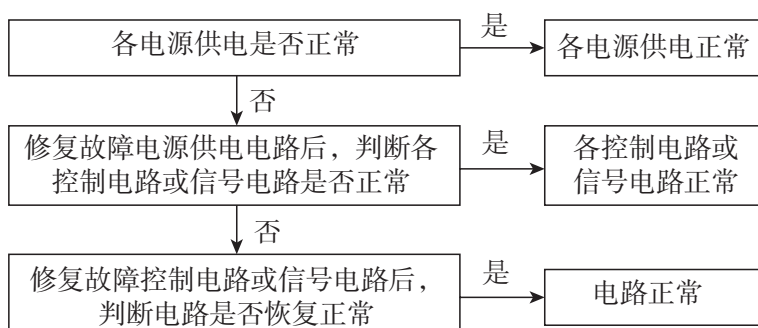 各电源供电是否正常
是
各电源供电正常
否
修复故障电源供电电路后，判断各
控制电路或信号电路是否正常
是
各控制电路或
信号电路正常
否
修复故障控制电路或信号电路后，
判断电路是否恢复正常
是
电路正常